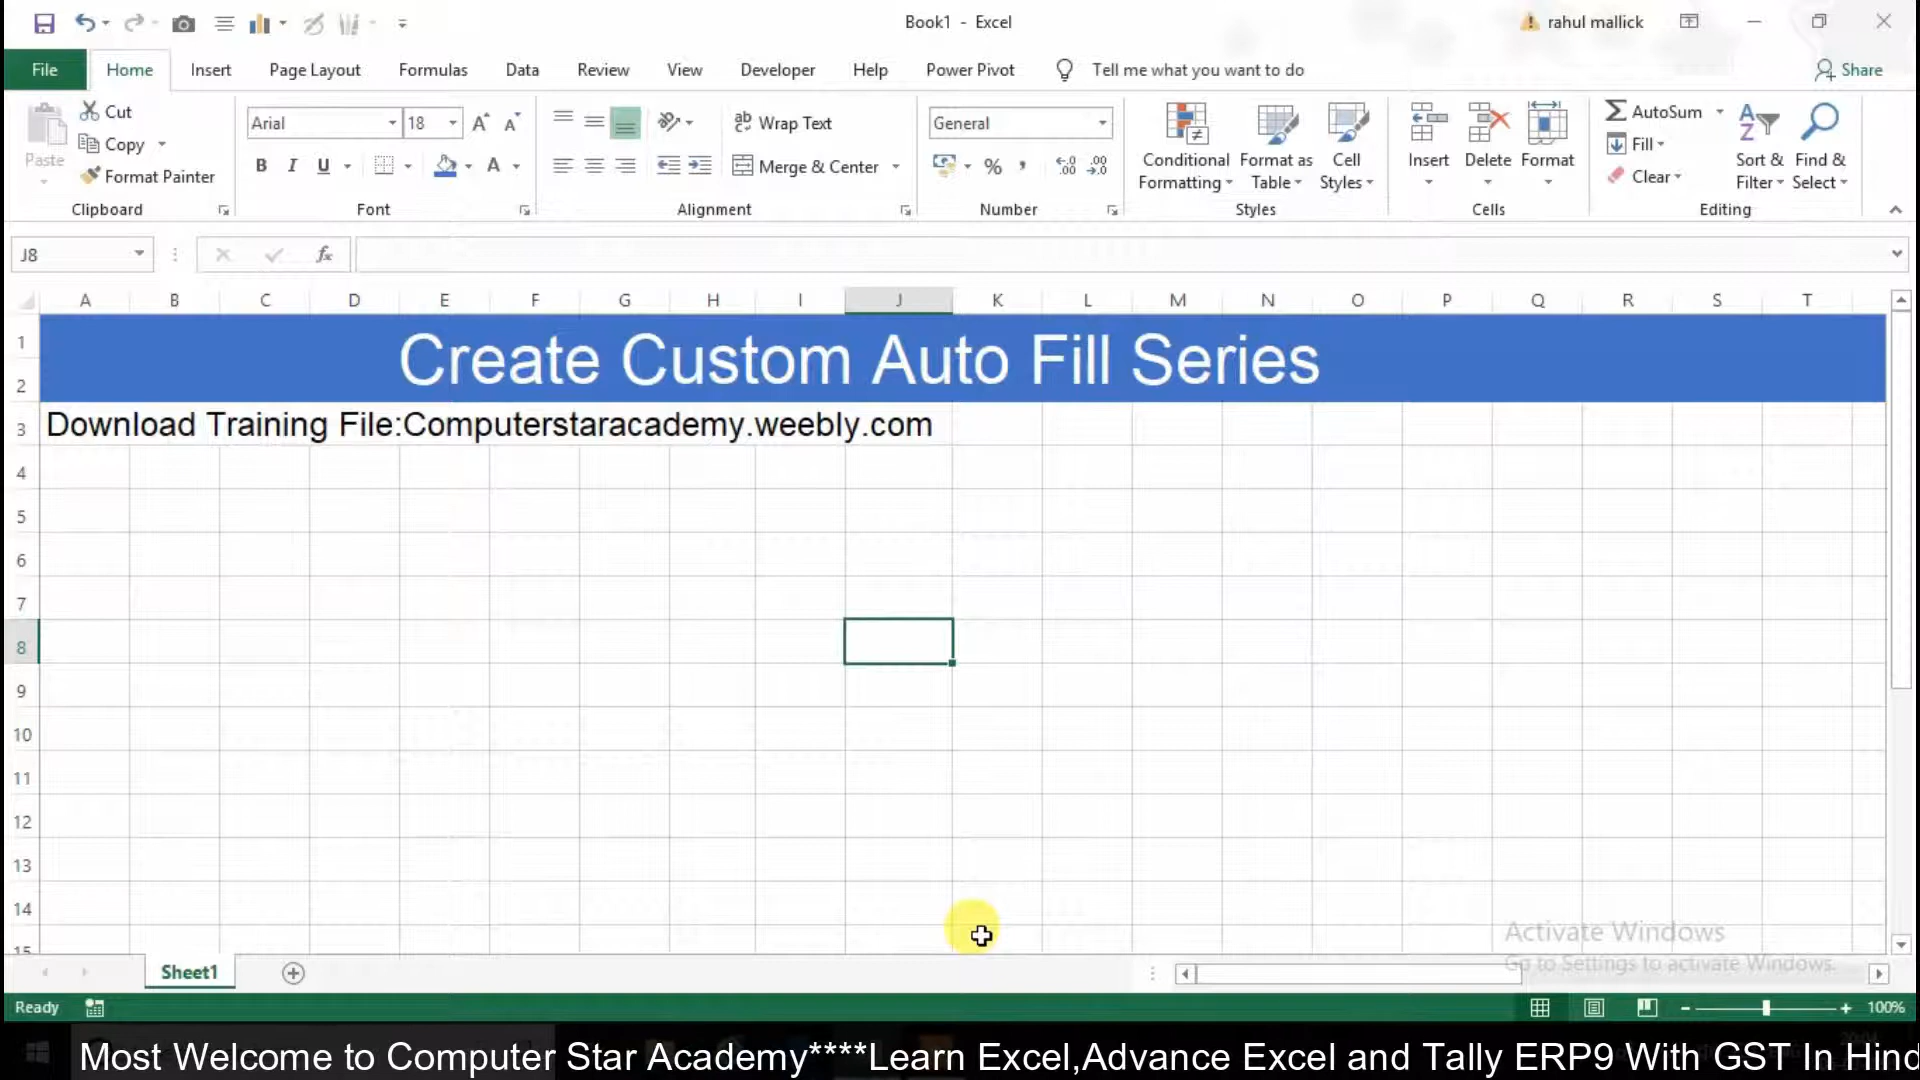 Book1 - Excel
rahul mallick
File Home Insert Page Layout Formulas Data Review View Developer Help Power Pivot Tell me what you want to do Share
Paste
Cut
Copy
Format Painter
Clipboard
Arial 18
B I U
Font
Wrap Text
Merge & Center
Alignment
General
Number
Conditional Formatting
Format as Table
Cell Styles
Styles
Insert Delete Format
Cells
AutoSum
Fill
Clear
Sort & Filter
Find & Select
Editing
J8 fx
A B C D E F G H I J K L M N O P Q R S T
1 Create Custom Auto Fill Series
2
3 Download Training File:Computerstaracademy.weebly.com
4
5
6
7
8
9
10
11
12
13
14
15
Activate Windows
Go to Settings to activate Windows.
Sheet1
Ready 100%
Most Welcome to Computer Star Academy****Learn Excel,Advance Excel and Tally ERP9 With GST In Hind